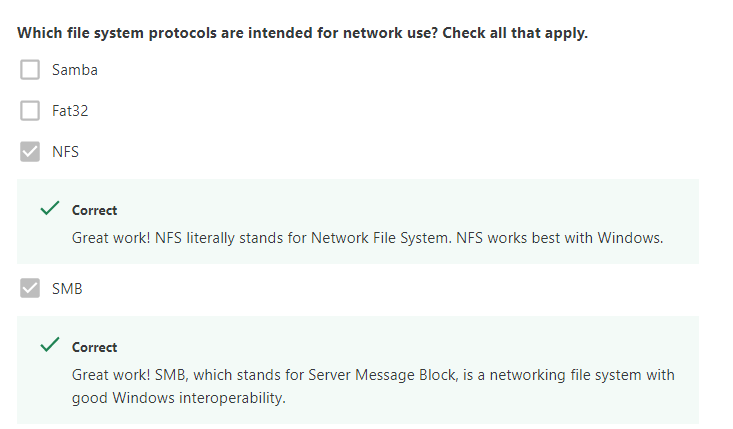 Which file system protocols are intended for network use? Check all that apply.
Samba
Fat32
NFS
Correct
Great work! NFS literally stands for Network File System. NFS works best with Windows.
SMB
Correct
Great work! SMB, which stands for Server Message Block, is a networking file system with
good Windows interoperability.